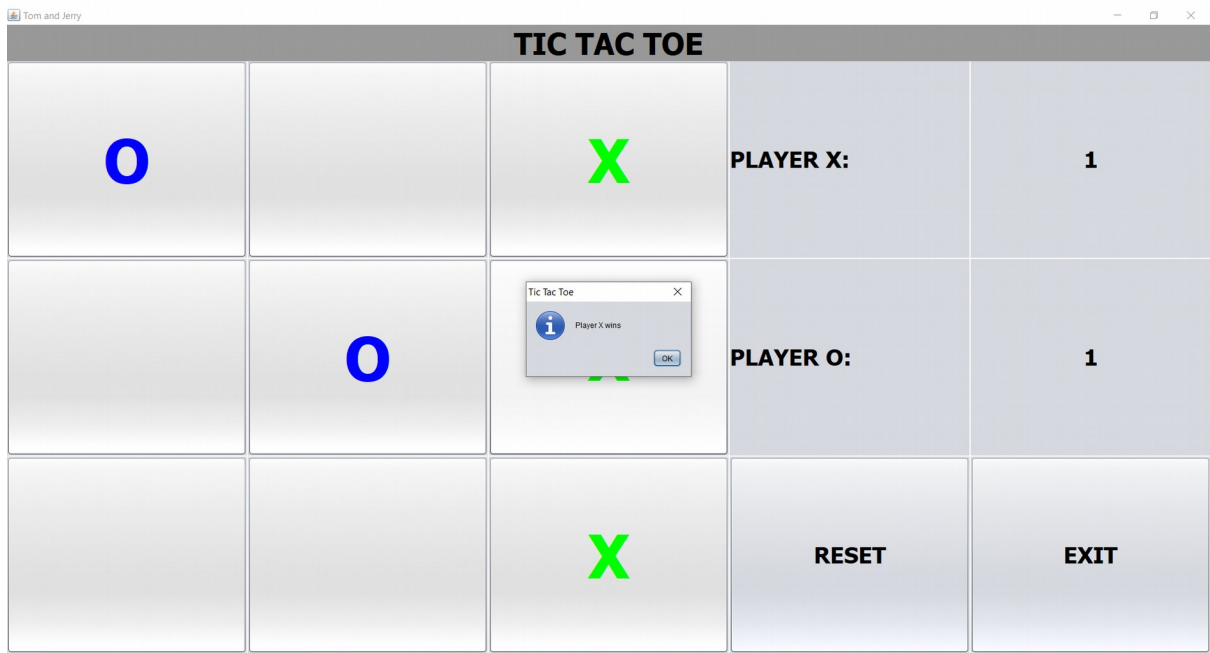 Tom and Jerry
TIC TAC TOE
O X PLAYER X: 1
Tic Tac Toe
Player X wins
OK
O X PLAYER O: 1
X RESET EXIT